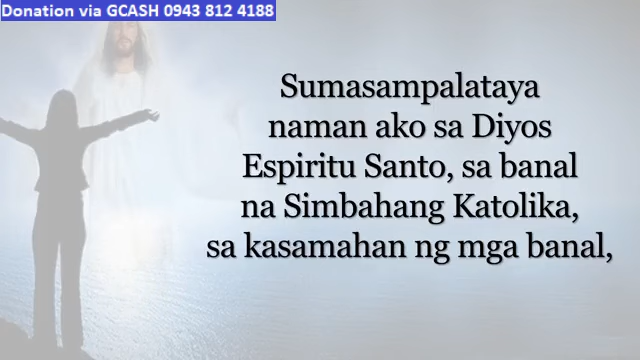 Donation via GCASH 0943 812 4188
Sumasampalataya
naman ako sa Diyos
Espiritu Santo, sa banal
na Simbahang Katolika,
sa kasamahan ng mga banal,